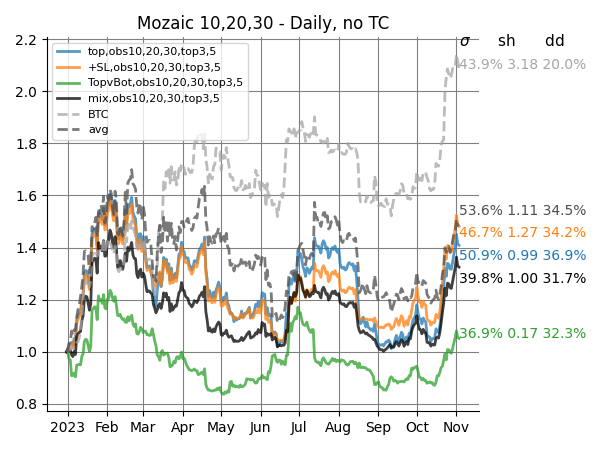 Mozaic 10,20,30 - Daily, no TC
σ sh dd
top,obs10,20,30,top3,5
+SL,obs10,20,30,top3,5
TopvBot,obs10,20,30,top3,5
mix,obs10,20,30,top3,5
BTC
avg
43.9% 3.18 20.0%
53.6% 1.11 34.5%
46.7% 1.27 34.2%
50.9% 0.99 36.9%
39.8% 1.00 31.7%
36.9% 0.17 32.3%
2.2
2.0
1.8
1.6
1.4
1.2
1.0
0.8
2023 Feb Mar Apr May Jun Jul Aug Sep Oct Nov